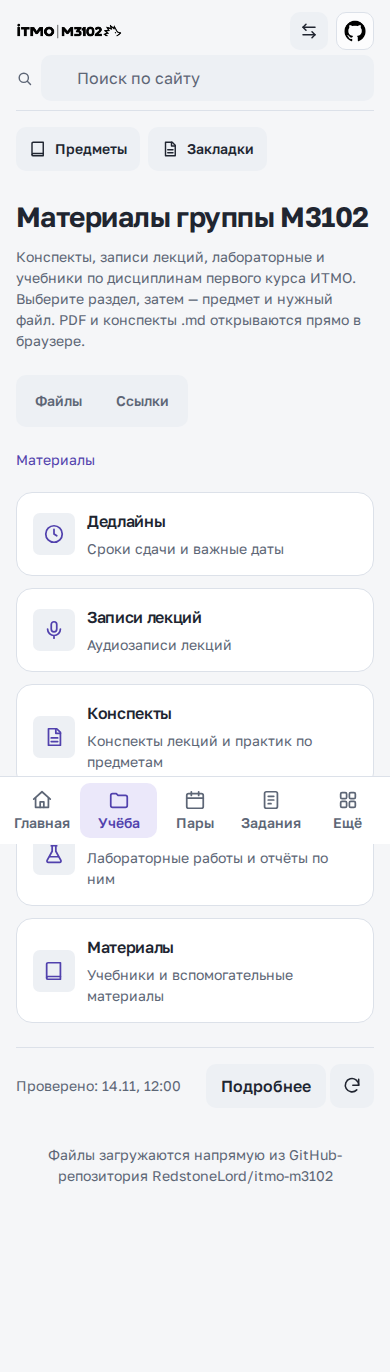 iTMO | M3102
Поиск по сайту
Предметы
Закладки
Материалы группы M3102
Конспекты, записи лекций, лабораторные и
учебники по дисциплинам первого курса ИТМО.
Выберите раздел, затем — предмет и нужный
файл. PDF и конспекты .md открываются прямо в
браузере.
Файлы
Ссылки
Материалы
Дедлайны
Сроки сдачи и важные даты
Записи лекций
Аудиозаписи лекций
Конспекты
Конспекты лекций и практик по
предметам
Главная
Учёба
Пары
Задания
Ещё
Лабораторные работы и отчёты по
ним
Материалы
Учебники и вспомогательные
материалы
Проверено: 14.11, 12:00
Подробнее
Файлы загружаются напрямую из GitHub-
репозитория RedstoneLord/itmo-m3102